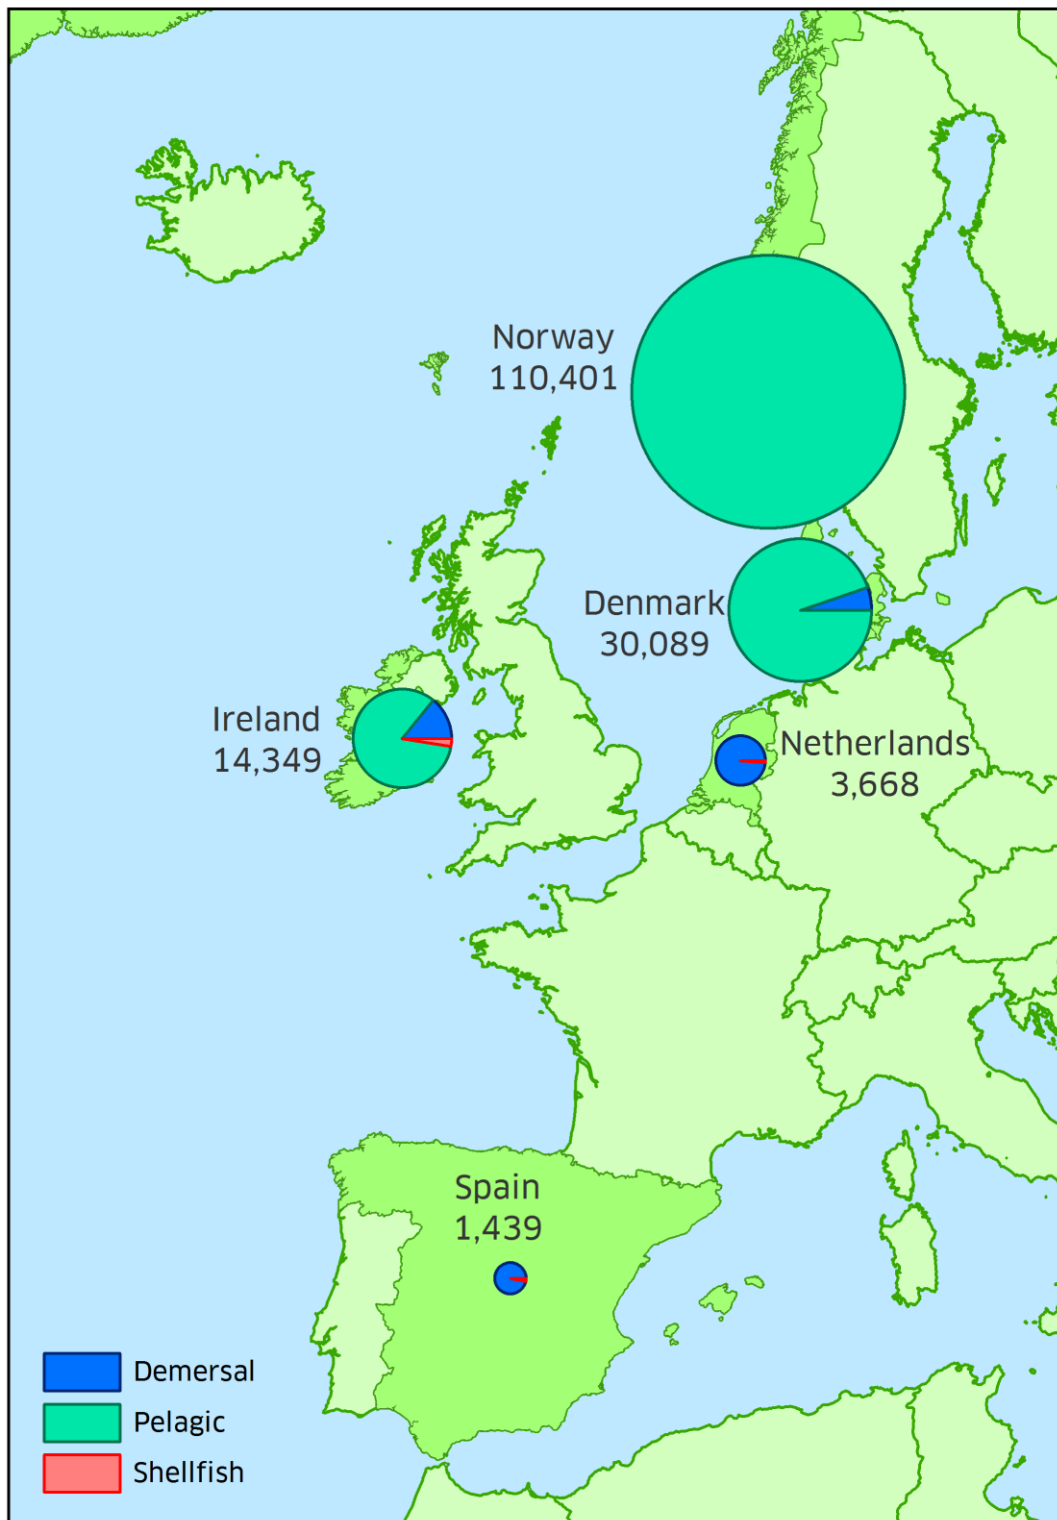 Norway
110,401
Denmark
30,089
Ireland
14,349
Netherlands
3,668
Spain
1,439
Demersal
Pelagic
Shellfish